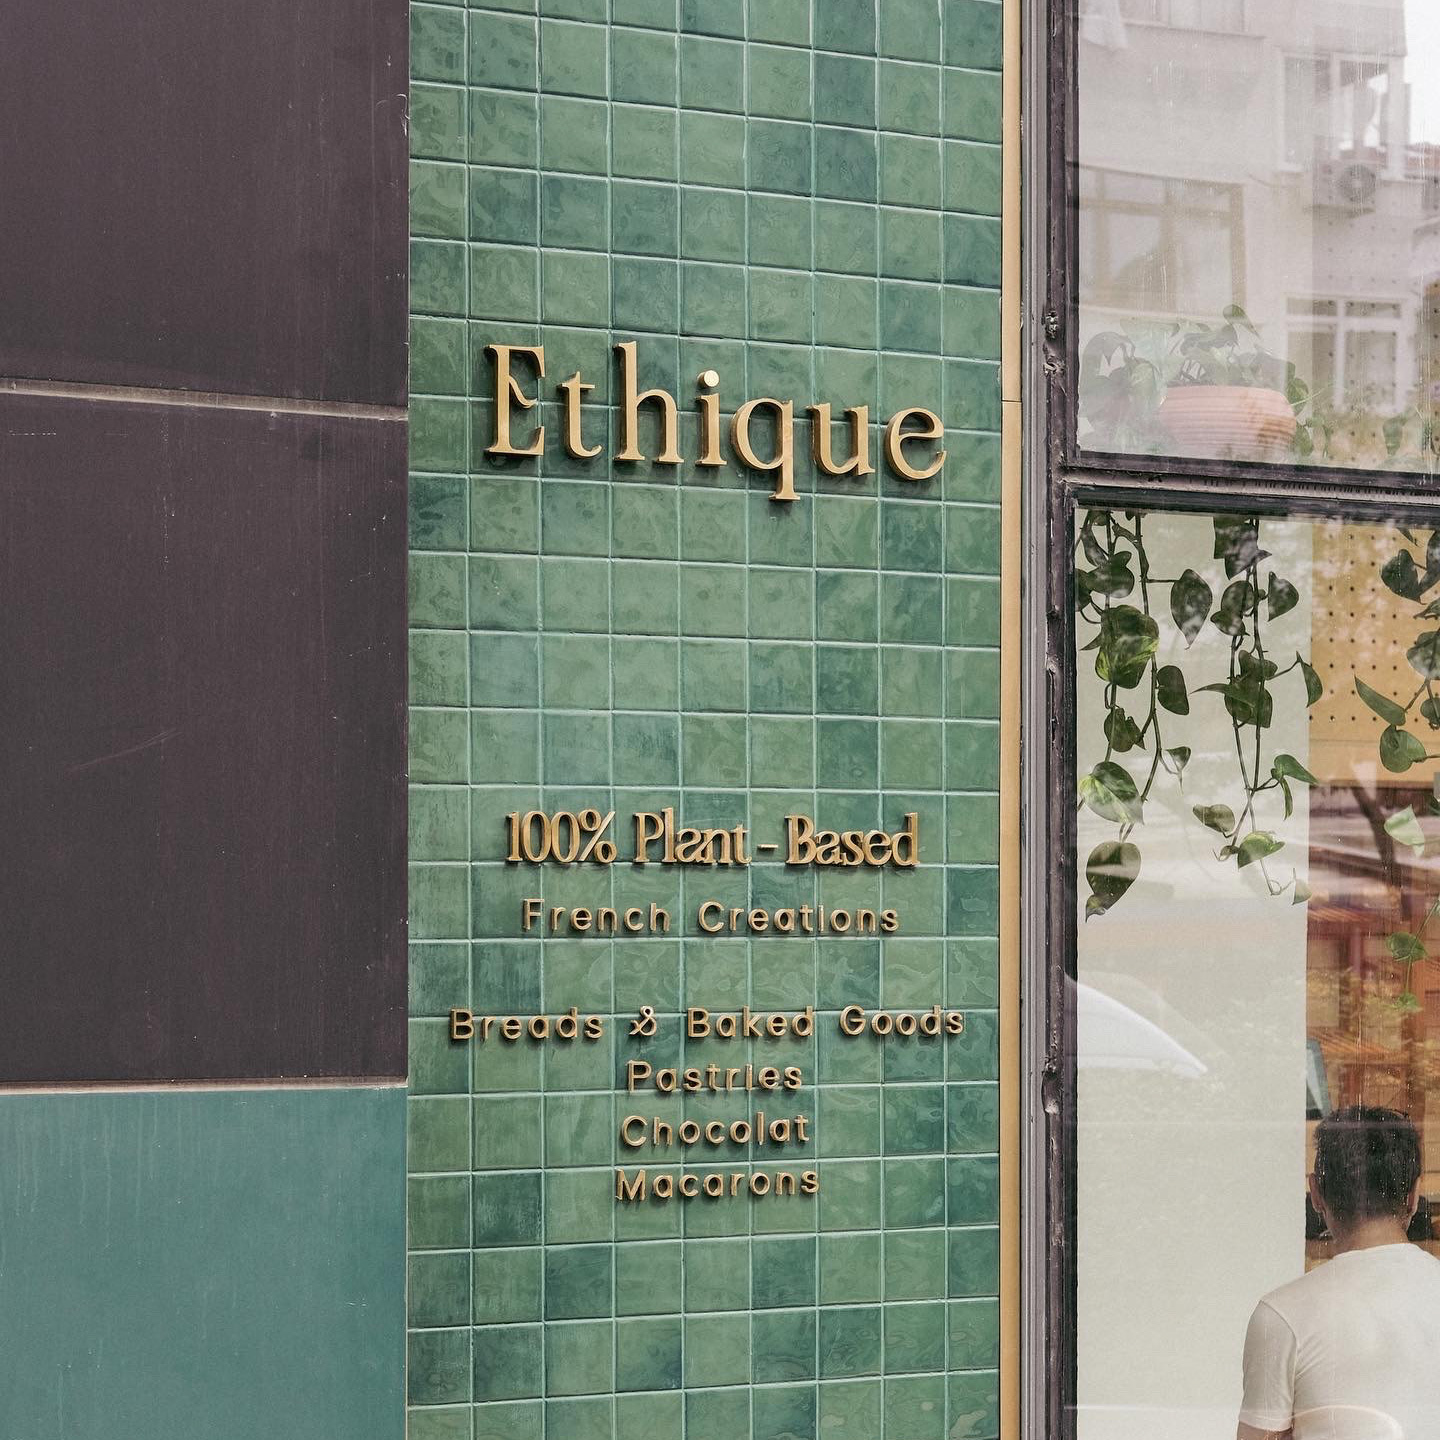 Ethique
100% Plant-Based
French Creations
Breads & Baked Goods
Pastries
Chocolat
Macarons